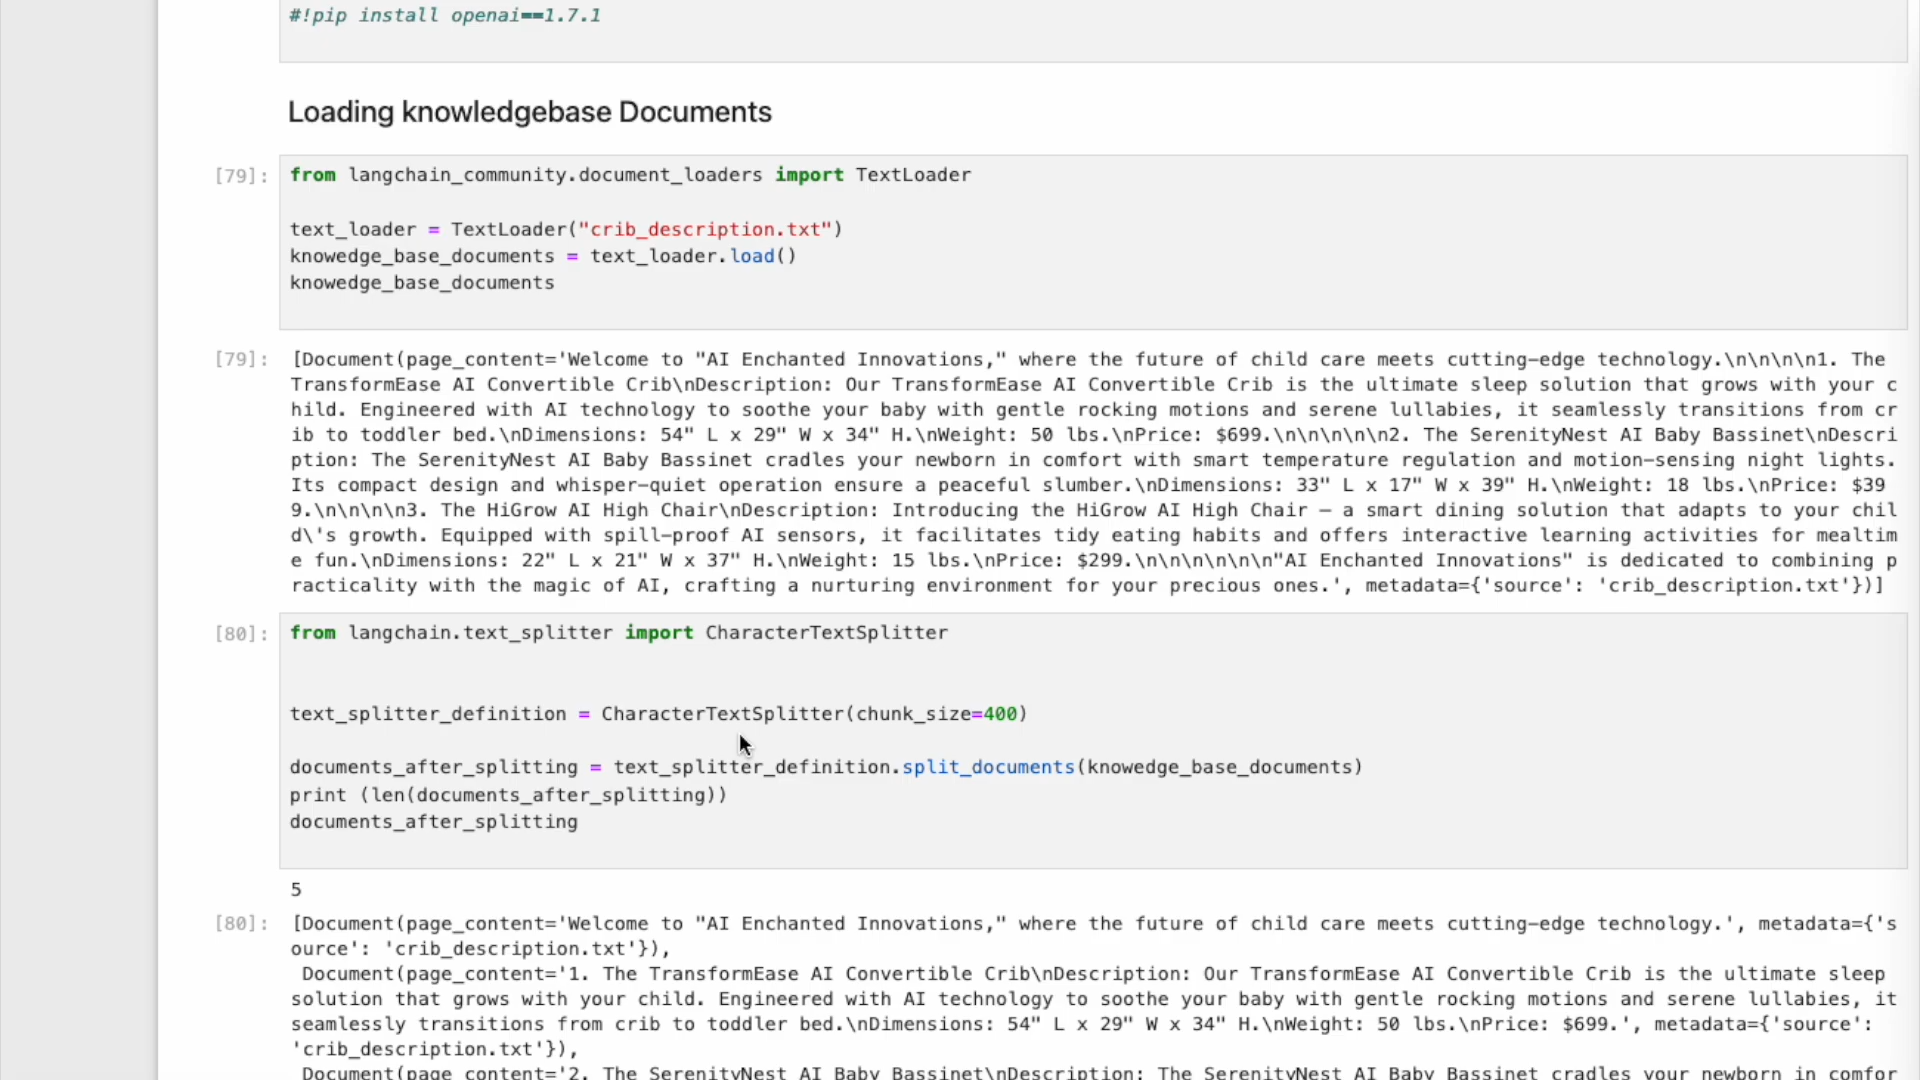 #!pip install openai==1.7.1
Loading knowledgebase Documents
[79]:
from langchain_community.document_loaders import TextLoader
text_loader = TextLoader("crib_description.txt")
knowedge_base_documents = text_loader.load()
knowedge_base_documents
[79]:
[Document(page_content='Welcome to "AI Enchanted Innovations," where the future of child care meets cutting-edge technology.\n\n\n\n1. The
TransformEase AI Convertible Crib\nDescription: Our TransformEase AI Convertible Crib is the ultimate sleep solution that grows with your c
hild. Engineered with AI technology to soothe your baby with gentle rocking motions and serene lullabies, it seamlessly transitions from cr
ib to toddler bed.\nDimensions: 54" L x 29" W x 34" H.\nWeight: 50 lbs.\nPrice: $699.\n\n\n\n\n2. The SerenityNest AI Baby Bassinet\nDescri
ption: The SerenityNest AI Baby Bassinet cradles your newborn in comfort with smart temperature regulation and motion-sensing night lights.
Its compact design and whisper-quiet operation ensure a peaceful slumber.\nDimensions: 33" L x 17" W x 39" H.\nWeight: 18 lbs.\nPrice: $39
9.\n\n\n\n3. The HiGrow AI High Chair\nDescription: Introducing the HiGrow AI High Chair – a smart dining solution that adapts to your chil
d\'s growth. Equipped with spill-proof AI sensors, it facilitates tidy eating habits and offers interactive learning activities for mealtim
e fun.\nDimensions: 22" L x 21" W x 37" H.\nWeight: 15 lbs.\nPrice: $299.\n\n\n\n\n\n"AI Enchanted Innovations" is dedicated to combining p
racticality with the magic of AI, crafting a nurturing environment for your precious ones.', metadata={'source': 'crib_description.txt'})]
[80]:
from langchain.text_splitter import CharacterTextSplitter
text_splitter_definition = CharacterTextSplitter(chunk_size=400)
documents_after_splitting = text_splitter_definition.split_documents(knowedge_base_documents)
print (len(documents_after_splitting))
documents_after_splitting
5
[80]:
[Document(page_content='Welcome to "AI Enchanted Innovations," where the future of child care meets cutting-edge technology.', metadata={'s
ource': 'crib_description.txt'}),
Document(page_content='1. The TransformEase AI Convertible Crib\nDescription: Our TransformEase AI Convertible Crib is the ultimate sleep
solution that grows with your child. Engineered with AI technology to soothe your baby with gentle rocking motions and serene lullabies, it
seamlessly transitions from crib to toddler bed.\nDimensions: 54" L x 29" W x 34" H.\nWeight: 50 lbs.\nPrice: $699.', metadata={'source':
'crib_description.txt'}),
Document(page_content='2. The SerenityNest AI Baby Bassinet\nDescription: The SerenityNest AI Baby Bassinet cradles your newborn in comfor